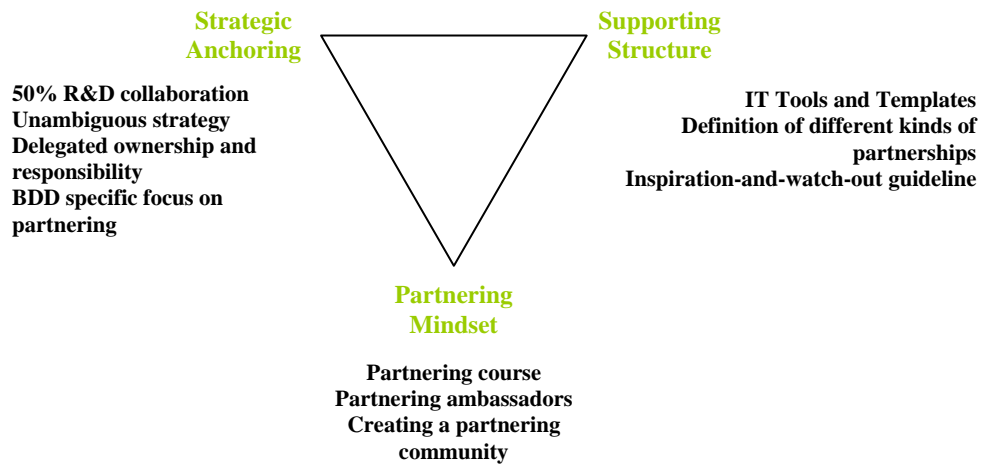 Strategic
Anchoring
Supporting
Structure
50% R&D collaboration
Unambiguous strategy
Delegated ownership and
responsibility
BDD specific focus on
partnering
IT Tools and Templates
Definition of different kinds of
partnerships
Inspiration-and-watch-out guideline
Partnering
Mindset
Partnering course
Partnering ambassadors
Creating a partnering
community